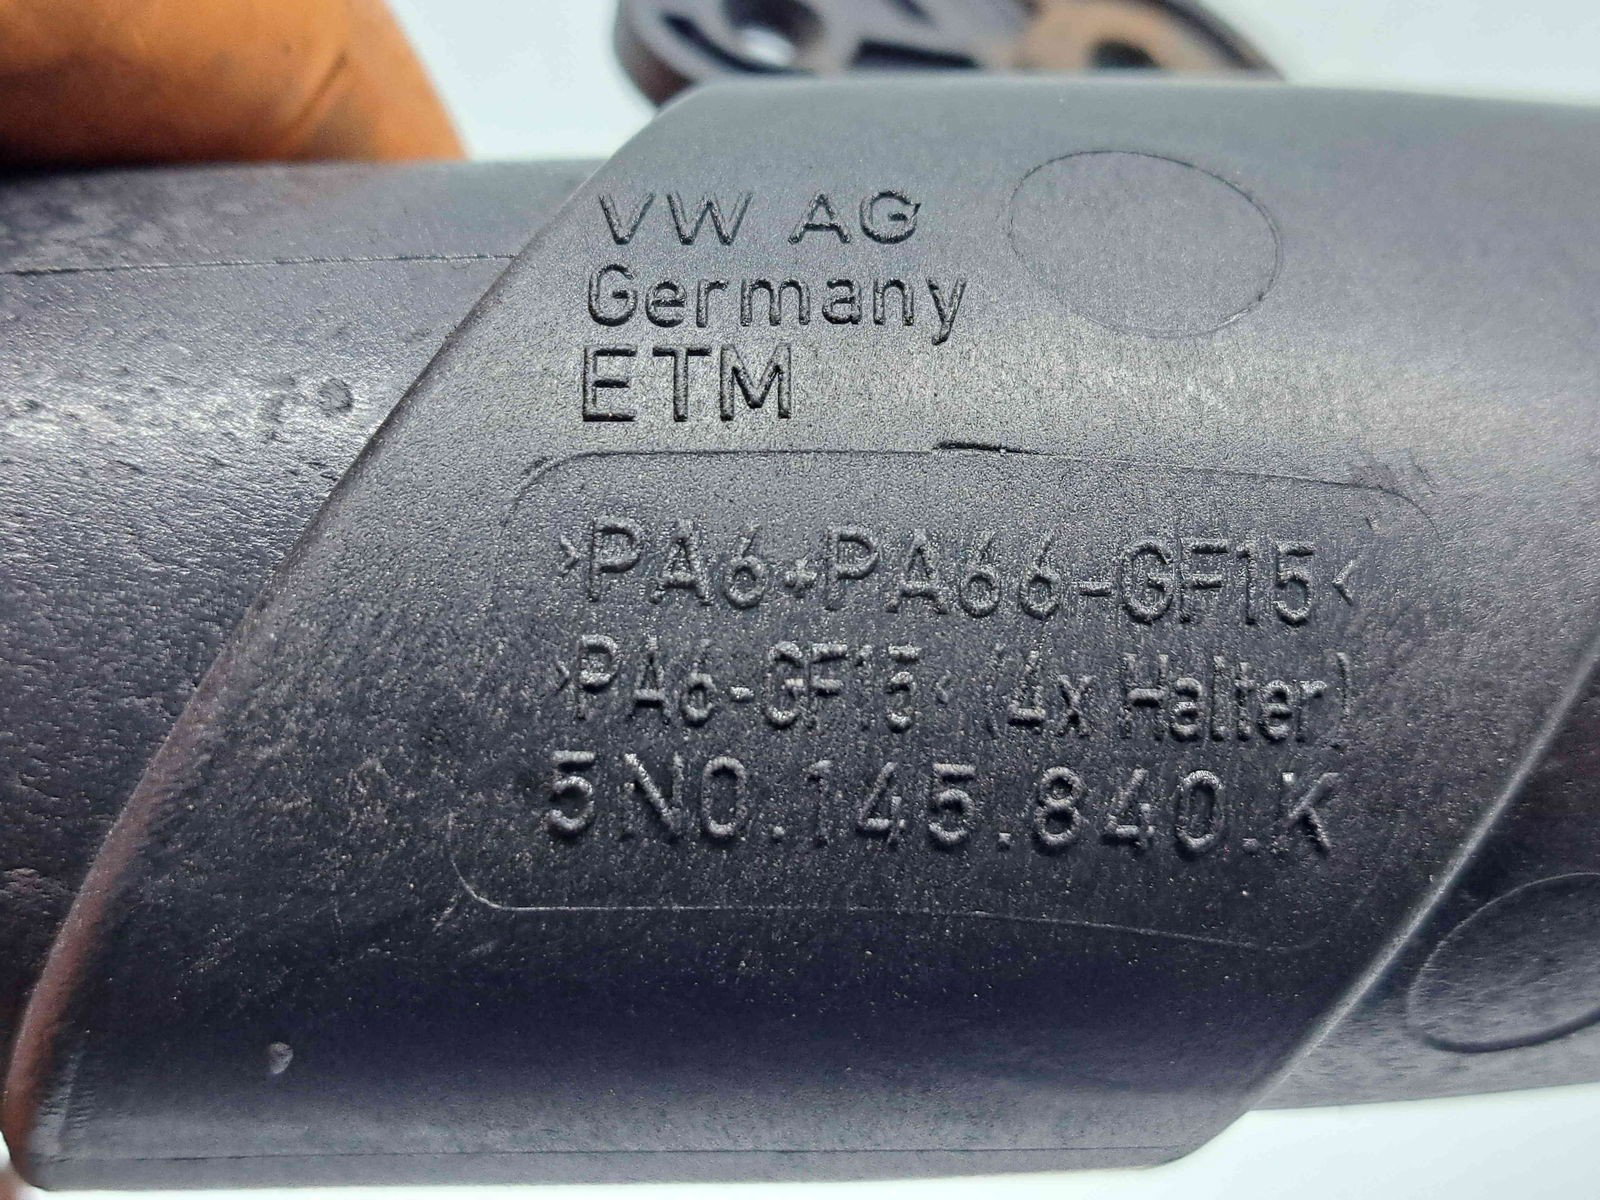 VW AG
Germany
ETM
>PA6+PA66-GF15<
>PA6-GF15< (4x Halter)
5N0.145.840.K